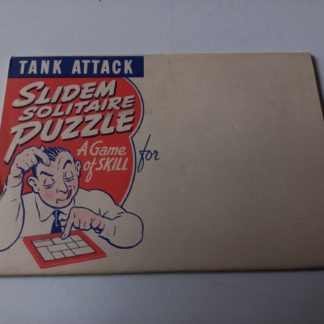 TANK ATTACK
SLIDEM
SOLITAIRE
PUZZLE
A Game
of SKILL for